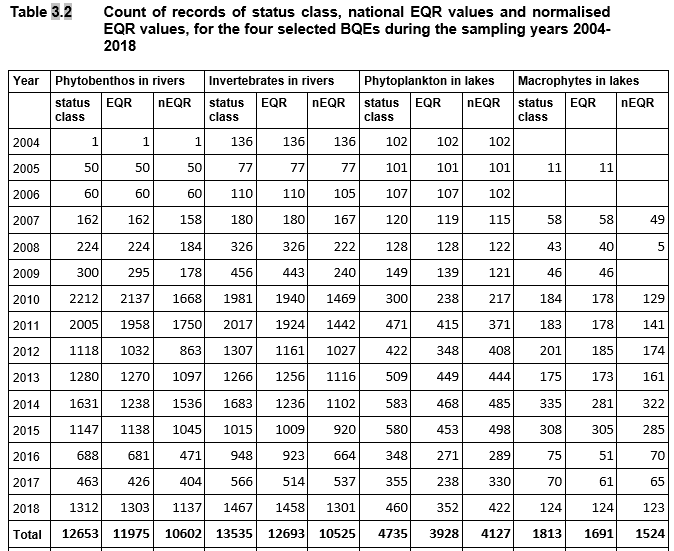 Table 3.2 Count of records of status class, national EQR values and normalised
EQR values, for the four selected BQEs during the sampling years 2004-
2018
Year Phytobenthos in rivers Invertebrates in rivers Phytoplankton in lakes Macrophytes in lakes
status class EQR nEQR status class EQR nEQR status class EQR nEQR status class EQR nEQR
2004 1 1 1 136 136 136 102 102 102
2005 50 50 50 77 77 77 101 101 101 11 11
2006 60 60 60 110 110 105 107 107 102
2007 162 162 158 180 180 167 120 119 115 58 58 49
2008 224 224 184 326 326 222 128 128 122 43 40 5
2009 300 295 178 456 443 240 149 139 121 46 46
2010 2212 2137 1668 1981 1940 1469 300 238 217 184 178 129
2011 2005 1958 1750 2017 1924 1442 471 415 371 183 178 141
2012 1118 1032 863 1307 1161 1027 422 348 408 201 185 174
2013 1280 1270 1097 1266 1256 1116 509 449 444 175 173 161
2014 1631 1238 1536 1683 1236 1102 583 468 485 335 281 322
2015 1147 1138 1045 1015 1009 920 580 453 498 308 305 285
2016 688 681 471 948 923 664 348 271 289 75 51 70
2017 463 426 404 566 514 537 355 238 330 70 61 65
2018 1312 1303 1137 1467 1458 1301 460 352 422 124 124 123
Total 12653 11975 10602 13535 12693 10525 4735 3928 4127 1813 1691 1524